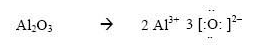 Al₂O₃ → 2 Al³⁺ 3 [:Ö: ]²⁻